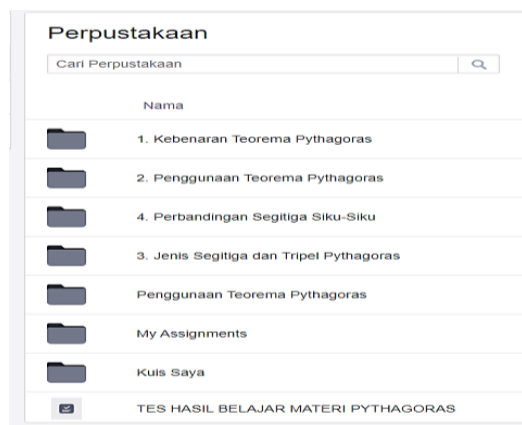 Perpustakaan
Cari Perpustakaan
Nama
1. Kebenaran Teorema Pythagoras
2. Penggunaan Teorema Pythagoras
4. Perbandingan Segitiga Siku-Siku
3. Jenis Segitiga dan Tripel Pythagoras
Penggunaan Teorema Pythagoras
My Assignments
Kuis Saya
TES HASIL BELAJAR MATERI PYTHAGORAS